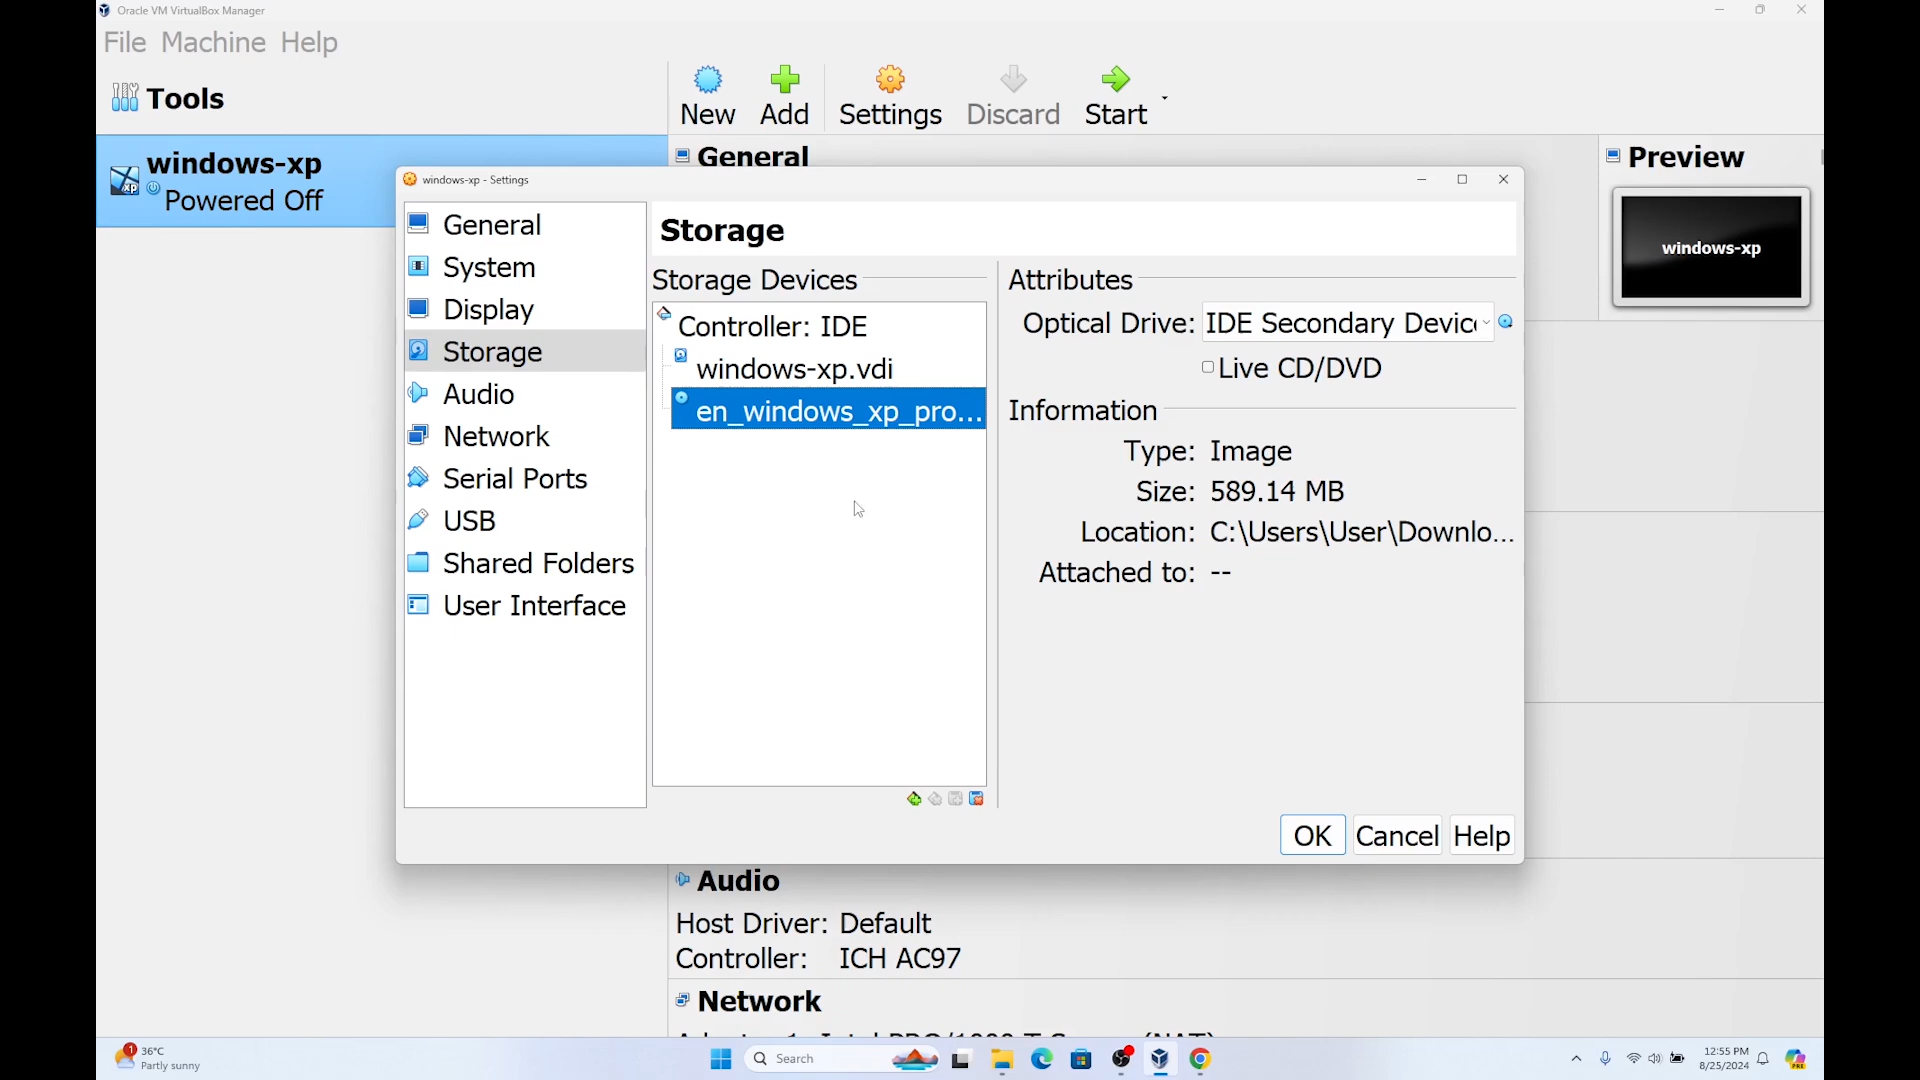 Oracle VM VirtualBox Manager
File Machine Help
Tools
New Add Settings Discard Start
windows-xp
Powered Off
General
Preview
windows-xp
windows-xp - Settings
General
System
Display
Storage
Audio
Network
Serial Ports
USB
Shared Folders
User Interface
Storage
Storage Devices
Controller: IDE
windows-xp.vdi
en_windows_xp_pro...
Attributes
Optical Drive: IDE Secondary Devic
Live CD/DVD
Information
Type: Image
Size: 589.14 MB
Location: C:\Users\User\Downlo...
Attached to: --
OK Cancel Help
Audio
Host Driver: Default
Controller: ICH AC97
Network
1
36°C
Partly sunny
Search
12:55 PM
8/25/2024
PRE